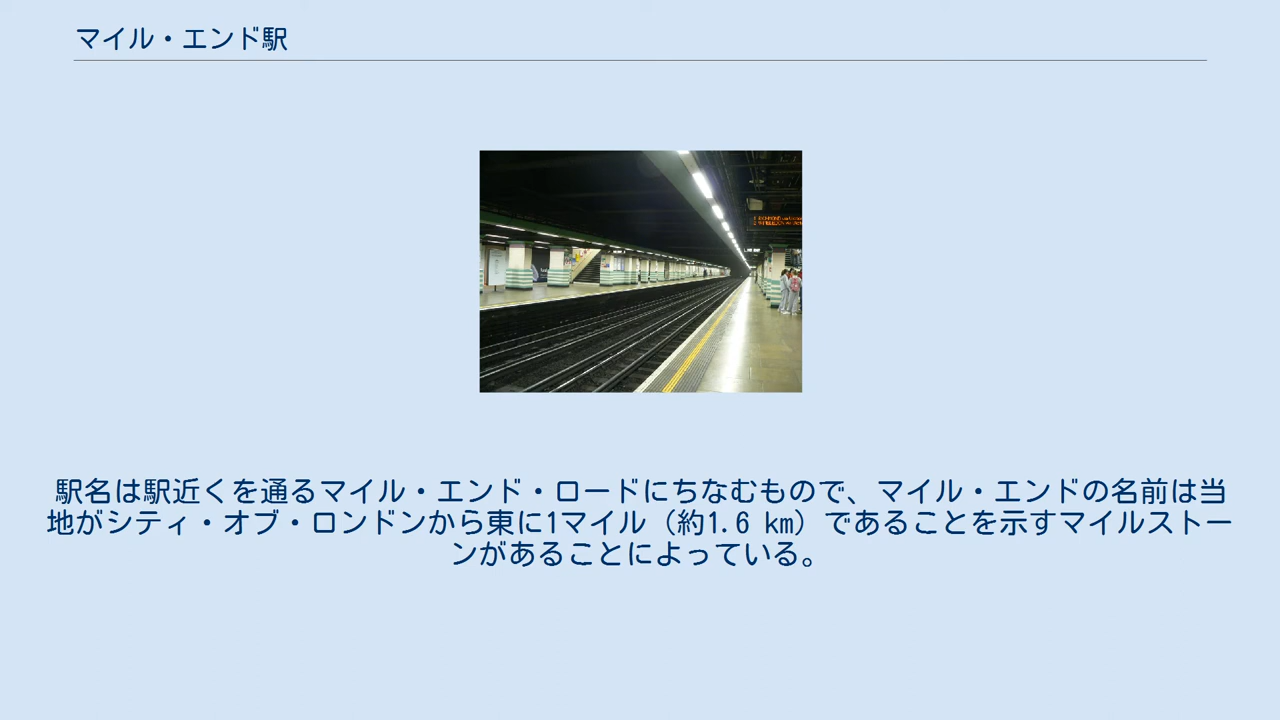 マイル・エンド駅
駅名は駅近くを通るマイル・エンド・ロードにちなむもので、マイル・エンドの名前は当
地がシティ・オブ・ロンドンから東に1マイル（約1.6 km）であることを示すマイルストー
ンがあることによっている。